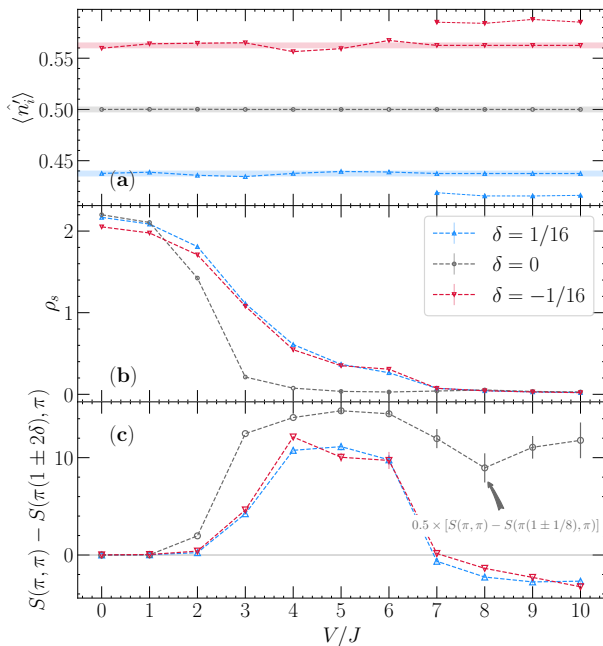 0.55
0.50
0.45
⟨n̂′ᵢ⟩
(a)
2
1
0
ρₛ
(b)
δ = 1/16
δ = 0
δ = −1/16
10
0
S(π, π) − S(π(1 ± 2δ), π)
(c)
0.5 × [S(π, π) − S(π(1 ± 1/8), π)]
0 1 2 3 4 5 6 7 8 9 10
V/J